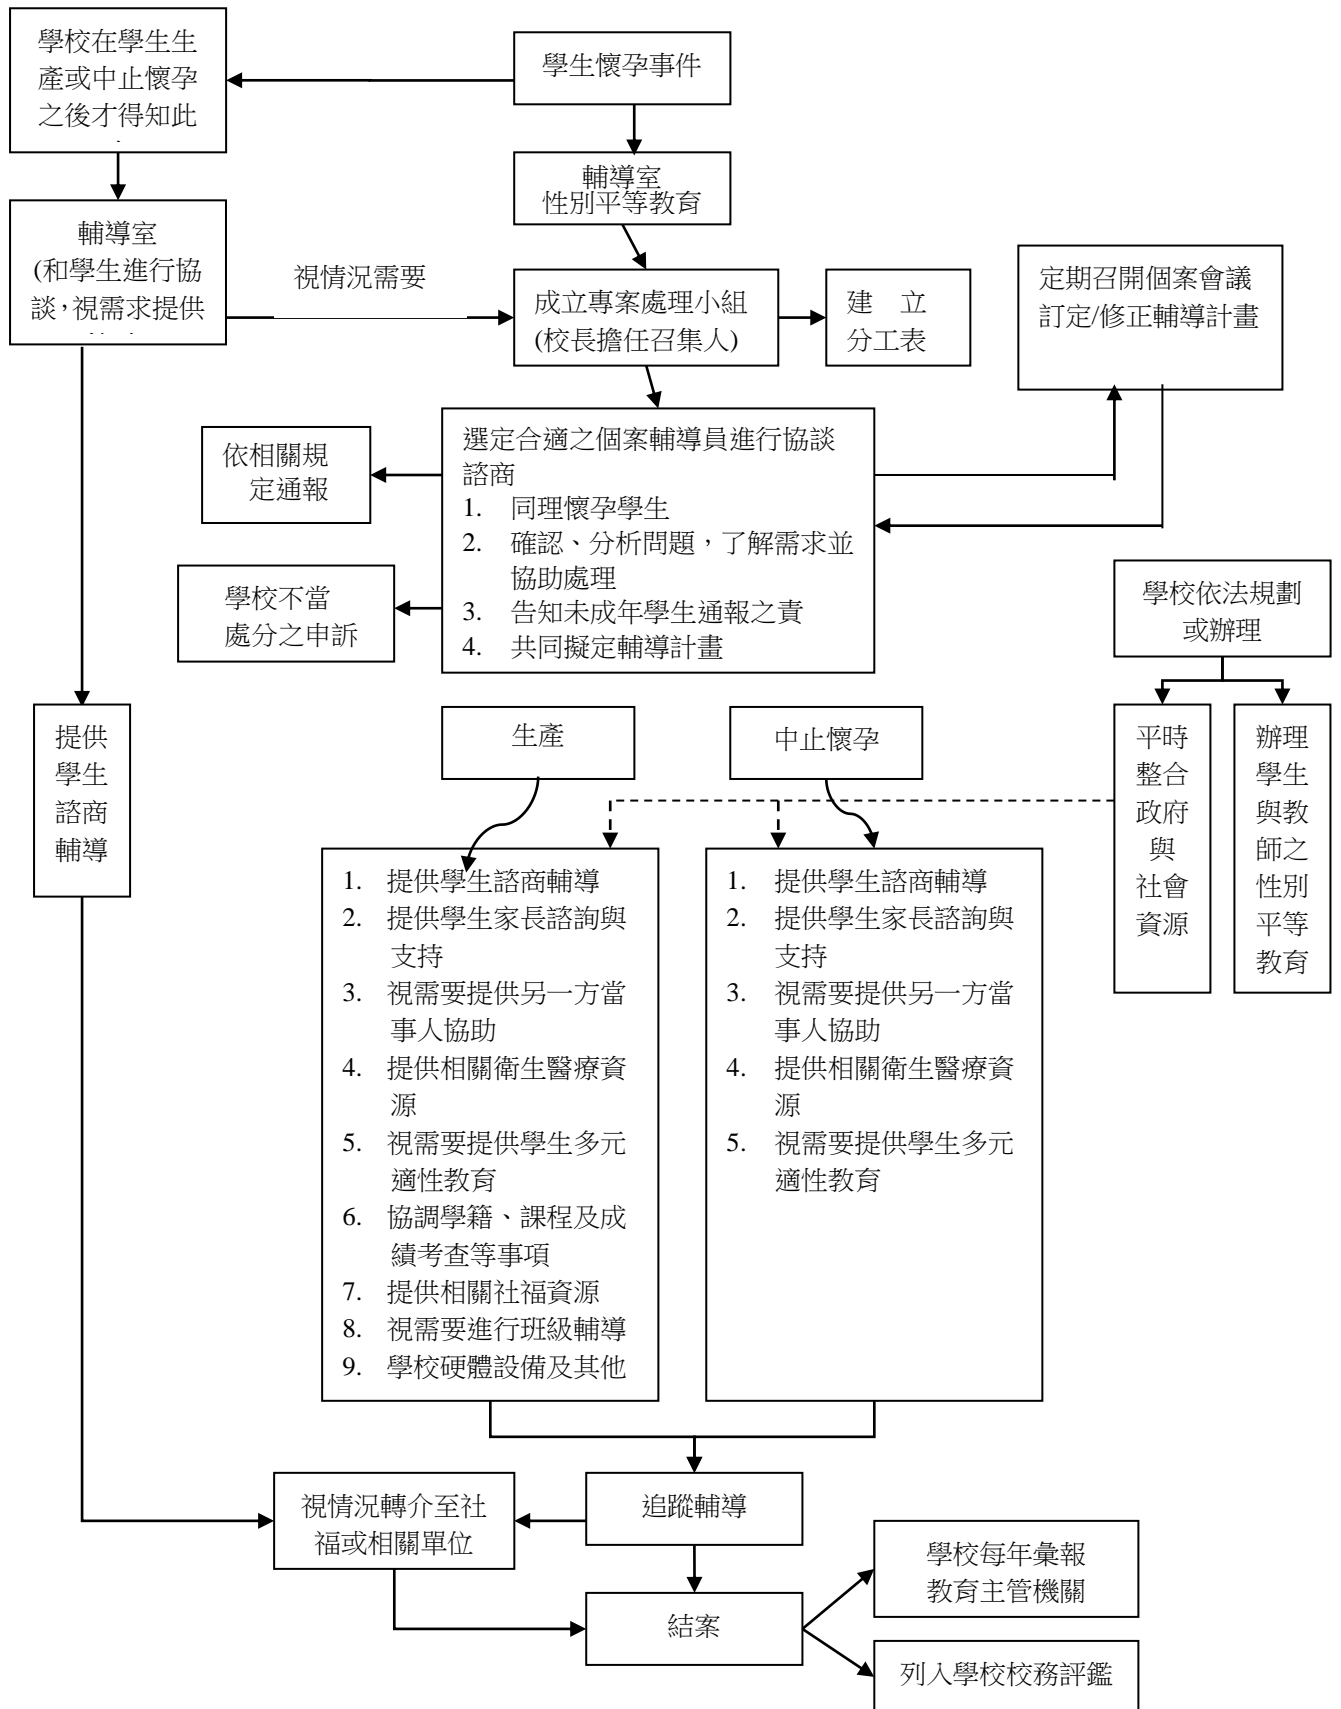 學校在學生生
產或中止懷孕
之後才得知此
學生懷孕事件
輔導室
性別平等教育
輔導室
(和學生進行協
談，視需求提供
視情況需要
成立專案處理小組
(校長擔任召集人)
建 立
分工表
定期召開個案會議
訂定/修正輔導計畫
選定合適之個案輔導員進行協談
諮商
1. 同理懷孕學生
2. 確認、分析問題，了解需求並
協助處理
3. 告知未成年學生通報之責
4. 共同擬定輔導計畫
依相關規
定通報
學校不當
處分之申訴
學校依法規劃
或辦理
平時
整合
政府
與
社會
資源
辦理
學生
與教
師之
性別
平等
教育
提供
學生
諮商
輔導
生產
中止懷孕
1. 提供學生諮商輔導
2. 提供學生家長諮詢與
支持
3. 視需要提供另一方當
事人協助
4. 提供相關衛生醫療資
源
5. 視需要提供學生多元
適性教育
6. 協調學籍、課程及成
績考查等事項
7. 提供相關社福資源
8. 視需要進行班級輔導
9. 學校硬體設備及其他
1. 提供學生諮商輔導
2. 提供學生家長諮詢與
支持
3. 視需要提供另一方當
事人協助
4. 提供相關衛生醫療資
源
5. 視需要提供學生多元
適性教育
視情況轉介至社
福或相關單位
追蹤輔導
結案
學校每年彙報
教育主管機關
列入學校校務評鑑